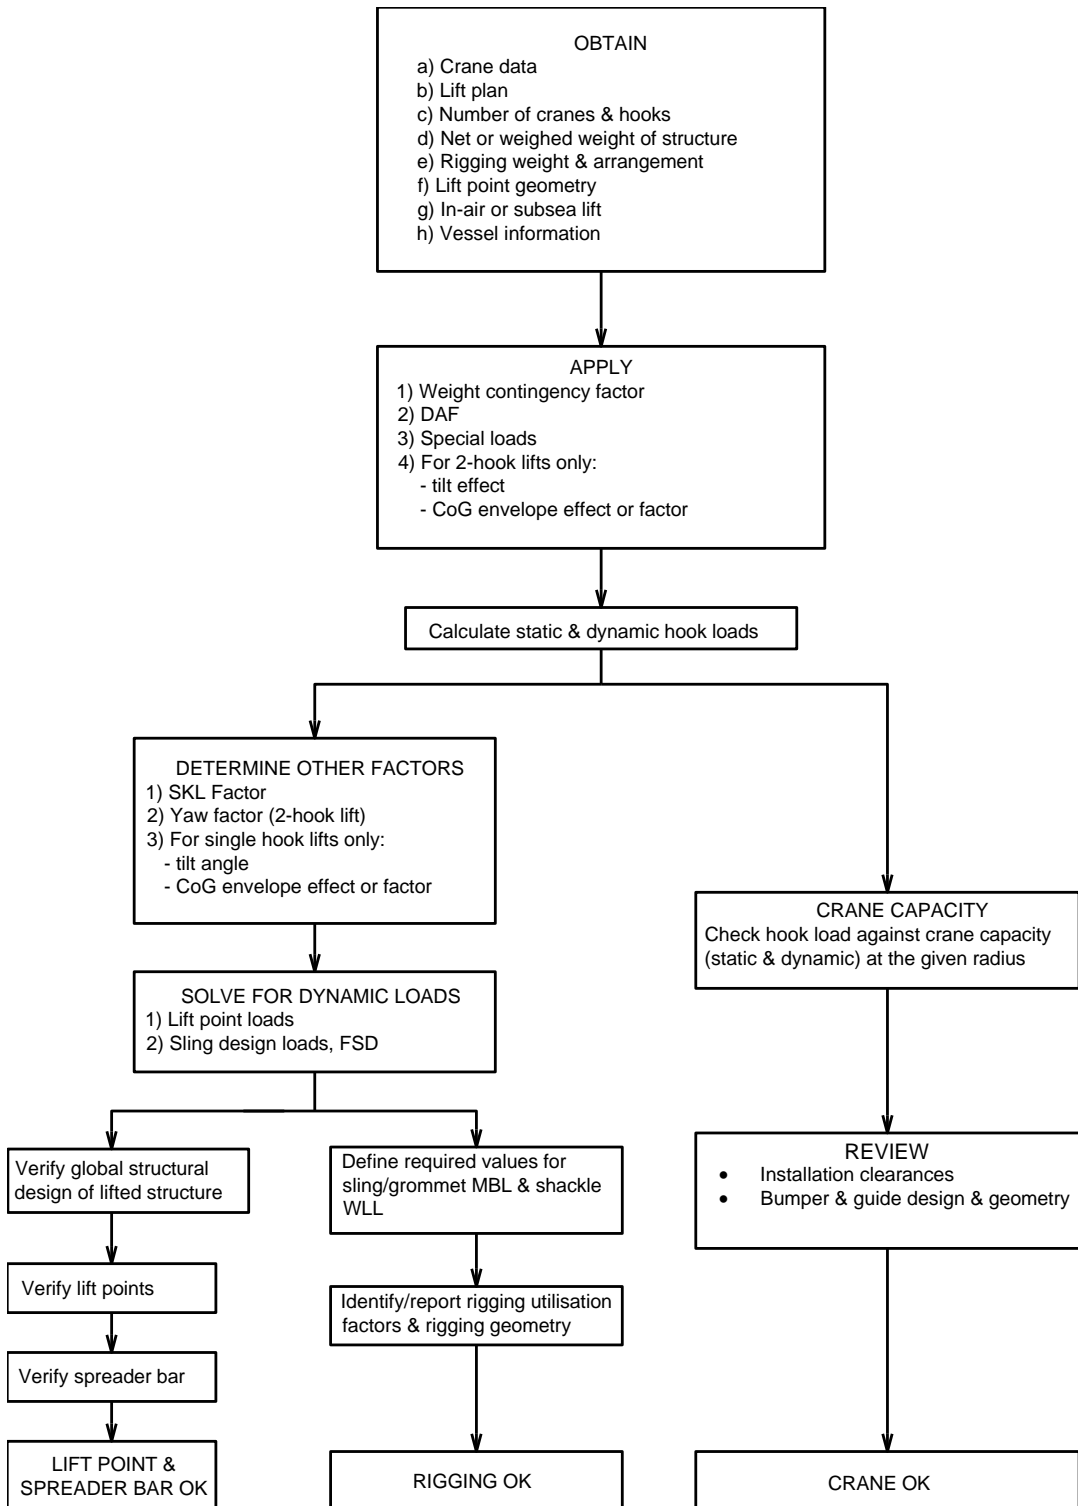 OBTAIN
a) Crane data
b) Lift plan
c) Number of cranes & hooks
d) Net or weighed weight of structure
e) Rigging weight & arrangement
f) Lift point geometry
g) In-air or subsea lift
h) Vessel information
APPLY
1) Weight contingency factor
2) DAF
3) Special loads
4) For 2-hook lifts only:
- tilt effect
- CoG envelope effect or factor
Calculate static & dynamic hook loads
DETERMINE OTHER FACTORS
1) SKL Factor
2) Yaw factor (2-hook lift)
3) For single hook lifts only:
- tilt angle
- CoG envelope effect or factor
CRANE CAPACITY
Check hook load against crane capacity
(static & dynamic) at the given radius
SOLVE FOR DYNAMIC LOADS
1) Lift point loads
2) Sling design loads, FSD
Verify global structural
design of lifted structure
Define required values for
sling/grommet MBL & shackle
WLL
REVIEW
• Installation clearances
• Bumper & guide design & geometry
Verify lift points
Identify/report rigging utilisation
factors & rigging geometry
Verify spreader bar
LIFT POINT &
SPREADER BAR OK
RIGGING OK
CRANE OK